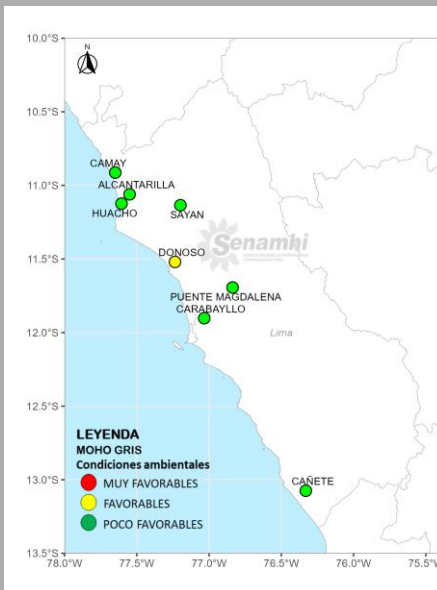 10.0°S
N
10.5°S
CAMAY
11.0°S
ALCANTARILLA
HUACHO
SAYAN
Senamhi
DONOSO
11.5°S
PUENTE MAGDALENA
CARABAYLLO
12.0°S
Lima
12.5°S
LEYENDA
MOHO GRIS
Condiciones ambientales
CAÑETE
13.0°S
MUY FAVORABLES
FAVORABLES
POCO FAVORABLES
13.5°S
78.0°W 77.5°W 77.0°W 76.5°W 76.0°W 75.5°W